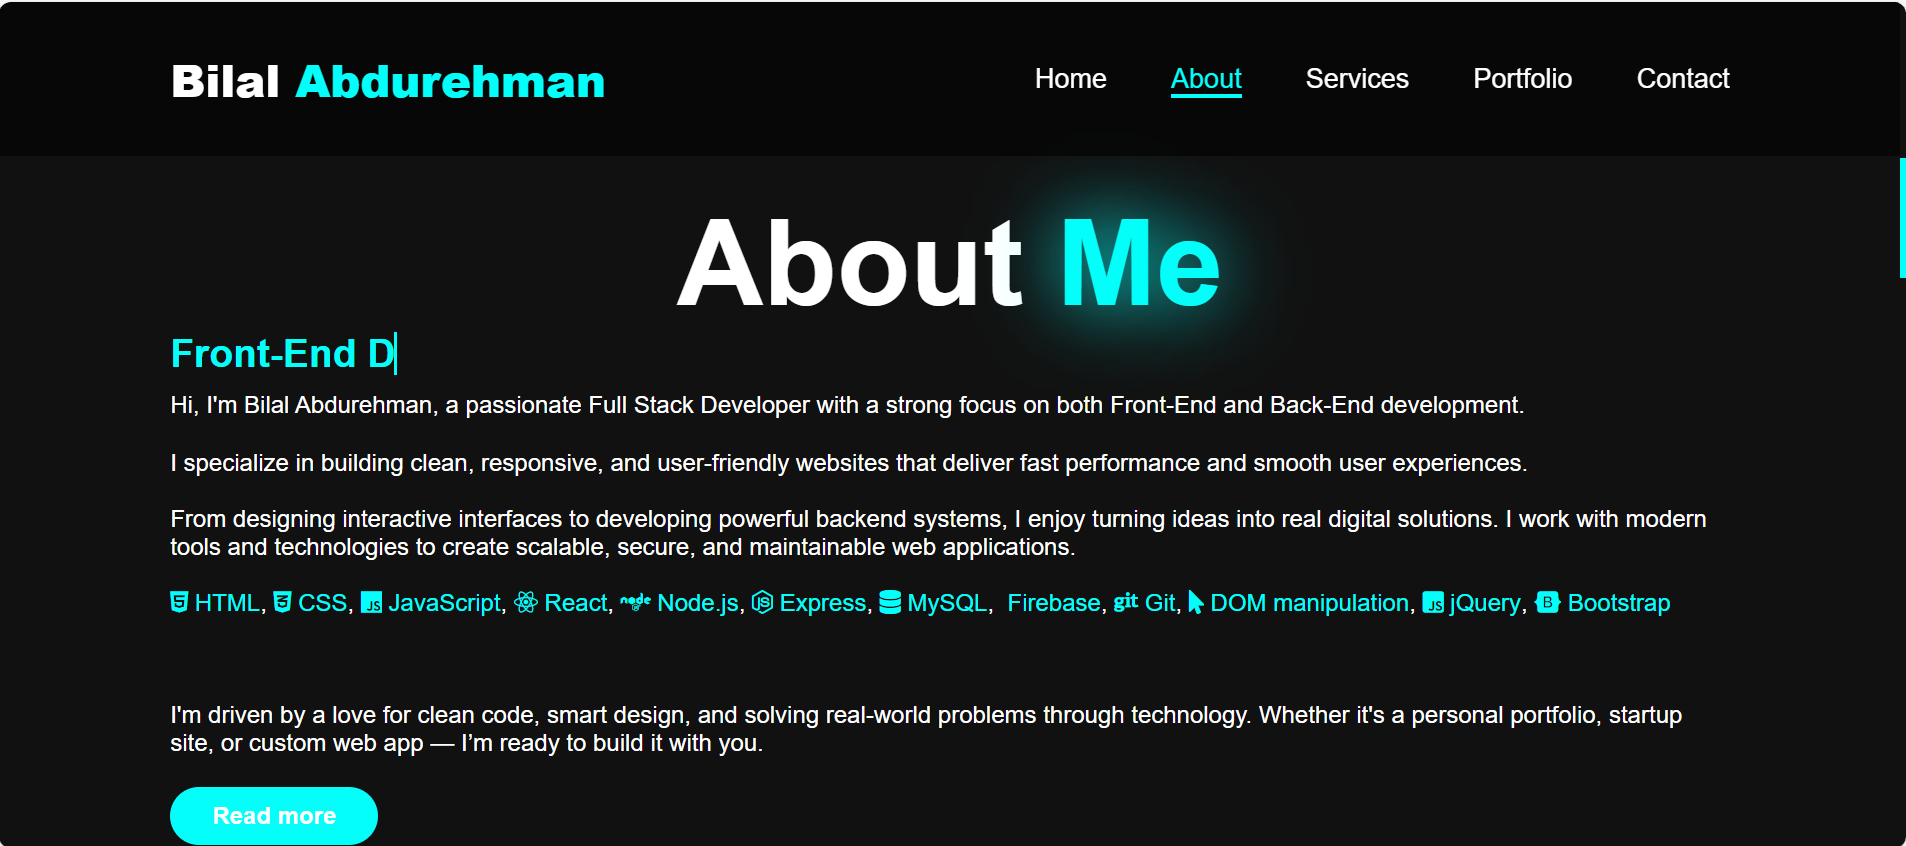 Bilal Abdurehman
Home About Services Portfolio Contact
About Me
Front-End D
Hi, I'm Bilal Abdurehman, a passionate Full Stack Developer with a strong focus on both Front-End and Back-End development.
I specialize in building clean, responsive, and user-friendly websites that deliver fast performance and smooth user experiences.
From designing interactive interfaces to developing powerful backend systems, I enjoy turning ideas into real digital solutions. I work with modern
tools and technologies to create scalable, secure, and maintainable web applications.
HTML, CSS, JavaScript, React, Node.js, Express, MySQL, Firebase, Git, DOM manipulation, jQuery, Bootstrap
I'm driven by a love for clean code, smart design, and solving real-world problems through technology. Whether it's a personal portfolio, startup
site, or custom web app — I’m ready to build it with you.
Read more